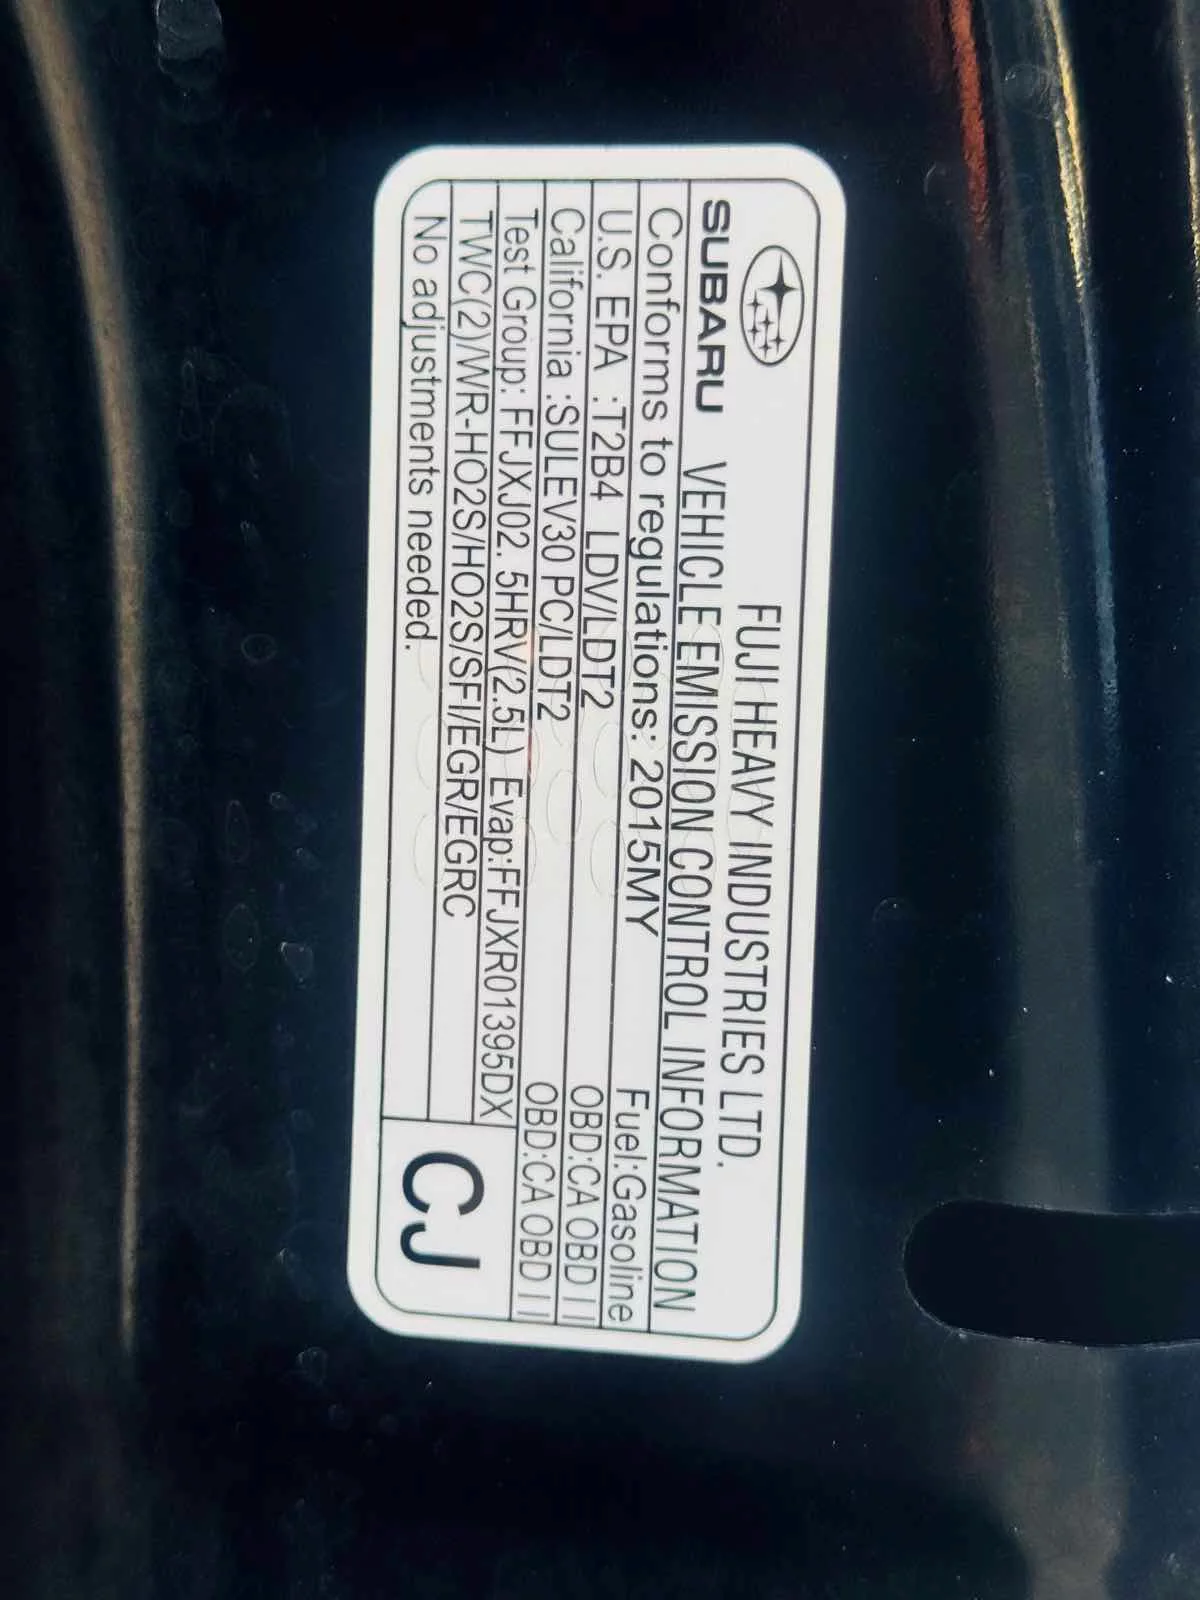 FUJI HEAVY INDUSTRIES LTD.
SUBARU VEHICLE EMISSION CONTROL INFORMATION
Conforms to regulations: 2015MY Fuel:Gasoline
U.S. EPA :T2B4 LDV/LDT2 OBD:CA OBD II
California :SULEV30 PC/LDT2 OBD:CA OBD II
Test Group: FFJXJ02. 5HRV(2.5L) Evap:FFJXR01395DX
TWC(2)/WR-HO2S/HO2S/SFI/EGR/EGRC
No adjustments needed.
CJ